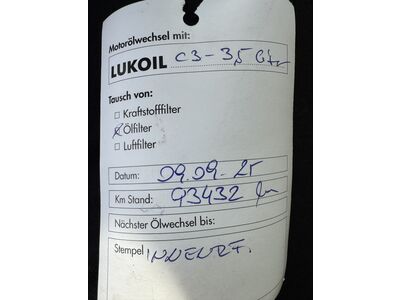 Motorölwechsel mit:
LUKOIL C3-3,5 Ltr
Tausch von:
☐ Kraftstofffilter
☒ Ölfilter
☐ Luftfilter
Datum: 09.09-25
Km Stand: 93432 km
Nächster Ölwechsel bis:
Stempel